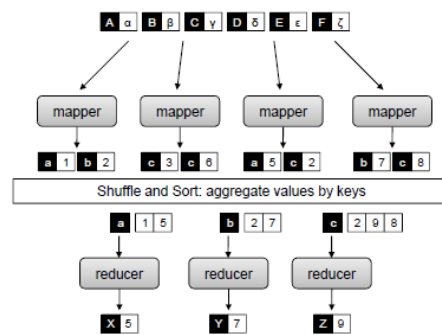 A α B β C γ D δ E ε F ζ
mapper mapper mapper mapper
a 1 b 2 c 3 c 6 a 5 c 2 b 7 c 8
Shuffle and Sort: aggregate values by keys
a 1 5 b 2 7 c 2 9 8
reducer reducer reducer
X 5 Y 7 Z 9